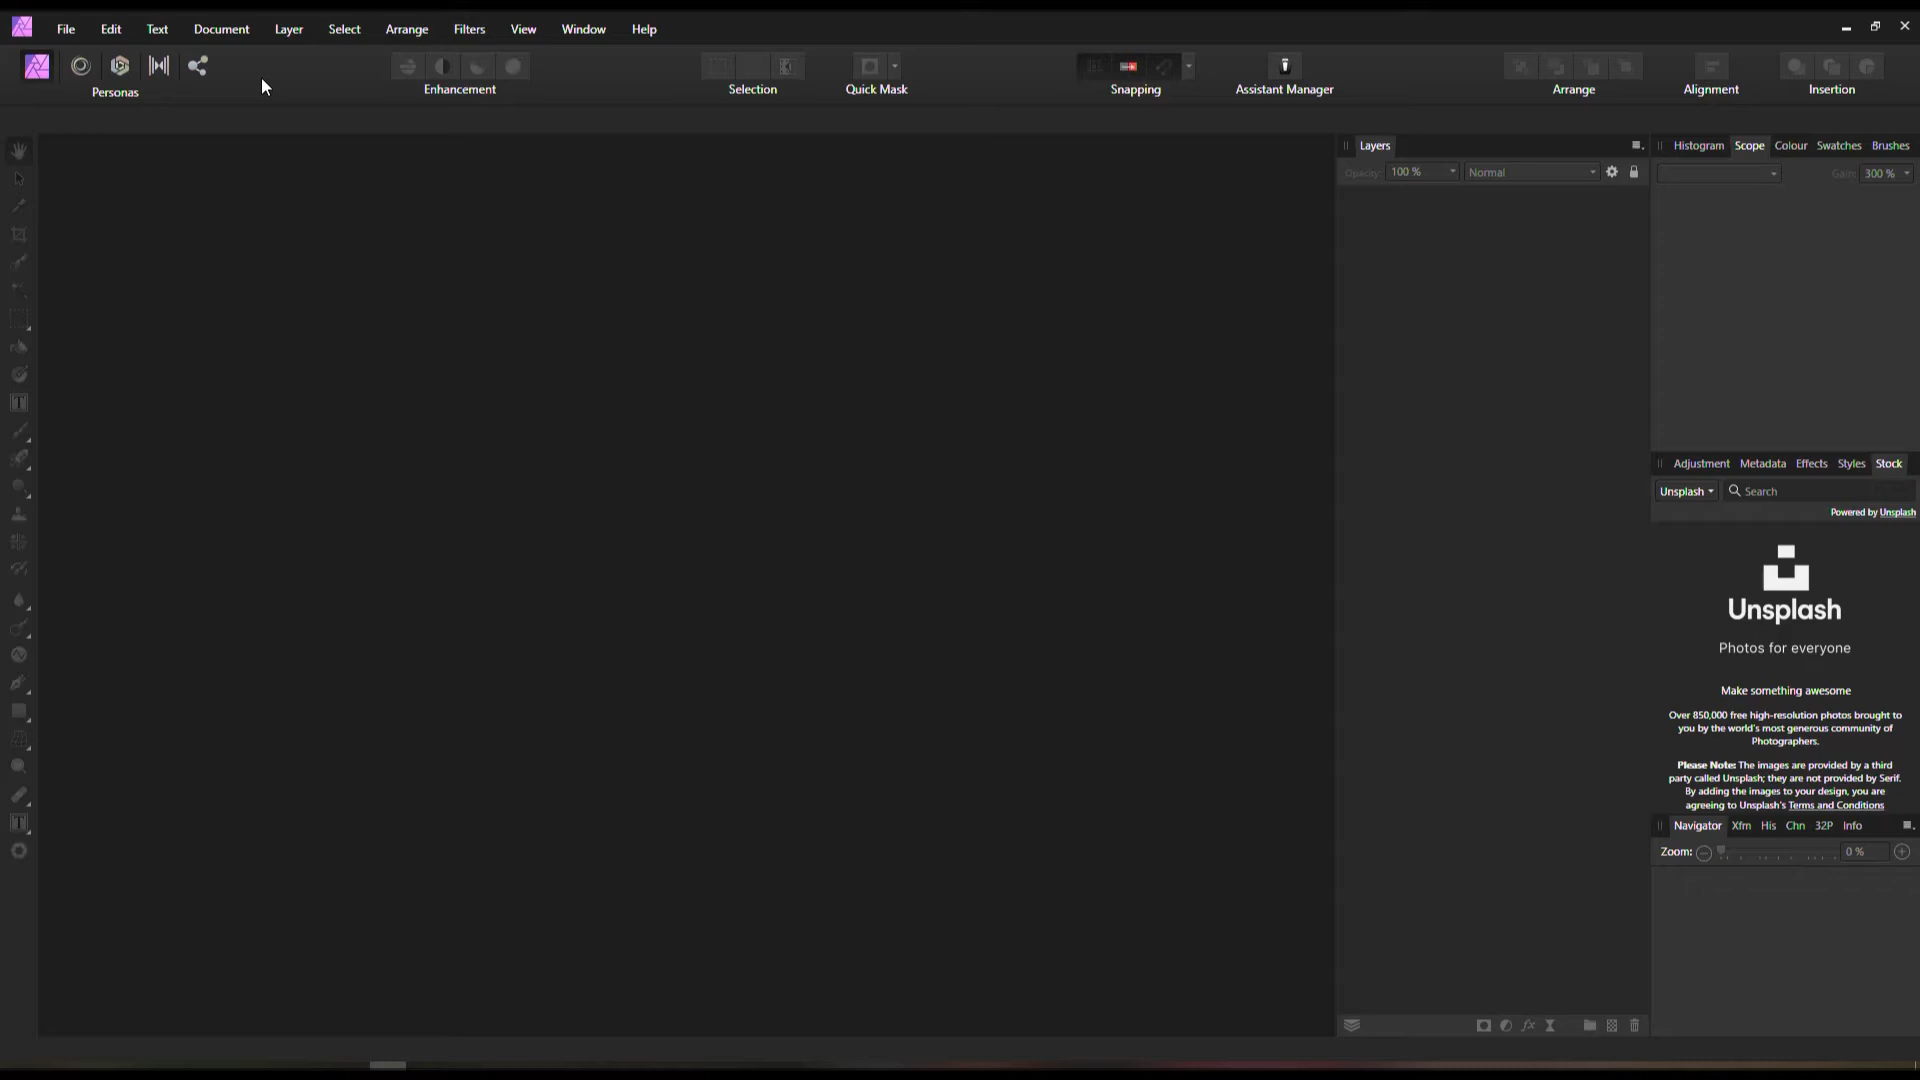 File Edit Text Document Layer Select Arrange Filters View Window Help
Personas Enhancement Selection Quick Mask Snapping Assistant Manager Arrange Alignment Insertion
Layers
Opacity: 100 % Normal
Histogram Scope Colour Swatches Brushes
Gain: 300 %
Adjustment Metadata Effects Styles Stock
Unsplash Search
Powered by Unsplash
Unsplash
Photos for everyone
Make something awesome
Over 850,000 free high-resolution photos brought to
you by the world's most generous community of
Photographers.
Please Note: The images are provided by a third
party called Unsplash; they are not provided by Serif.
By adding the images to your design, you are
agreeing to Unsplash's Terms and Conditions
Navigator Xfm His Chn 32P Info
Zoom: 0 %